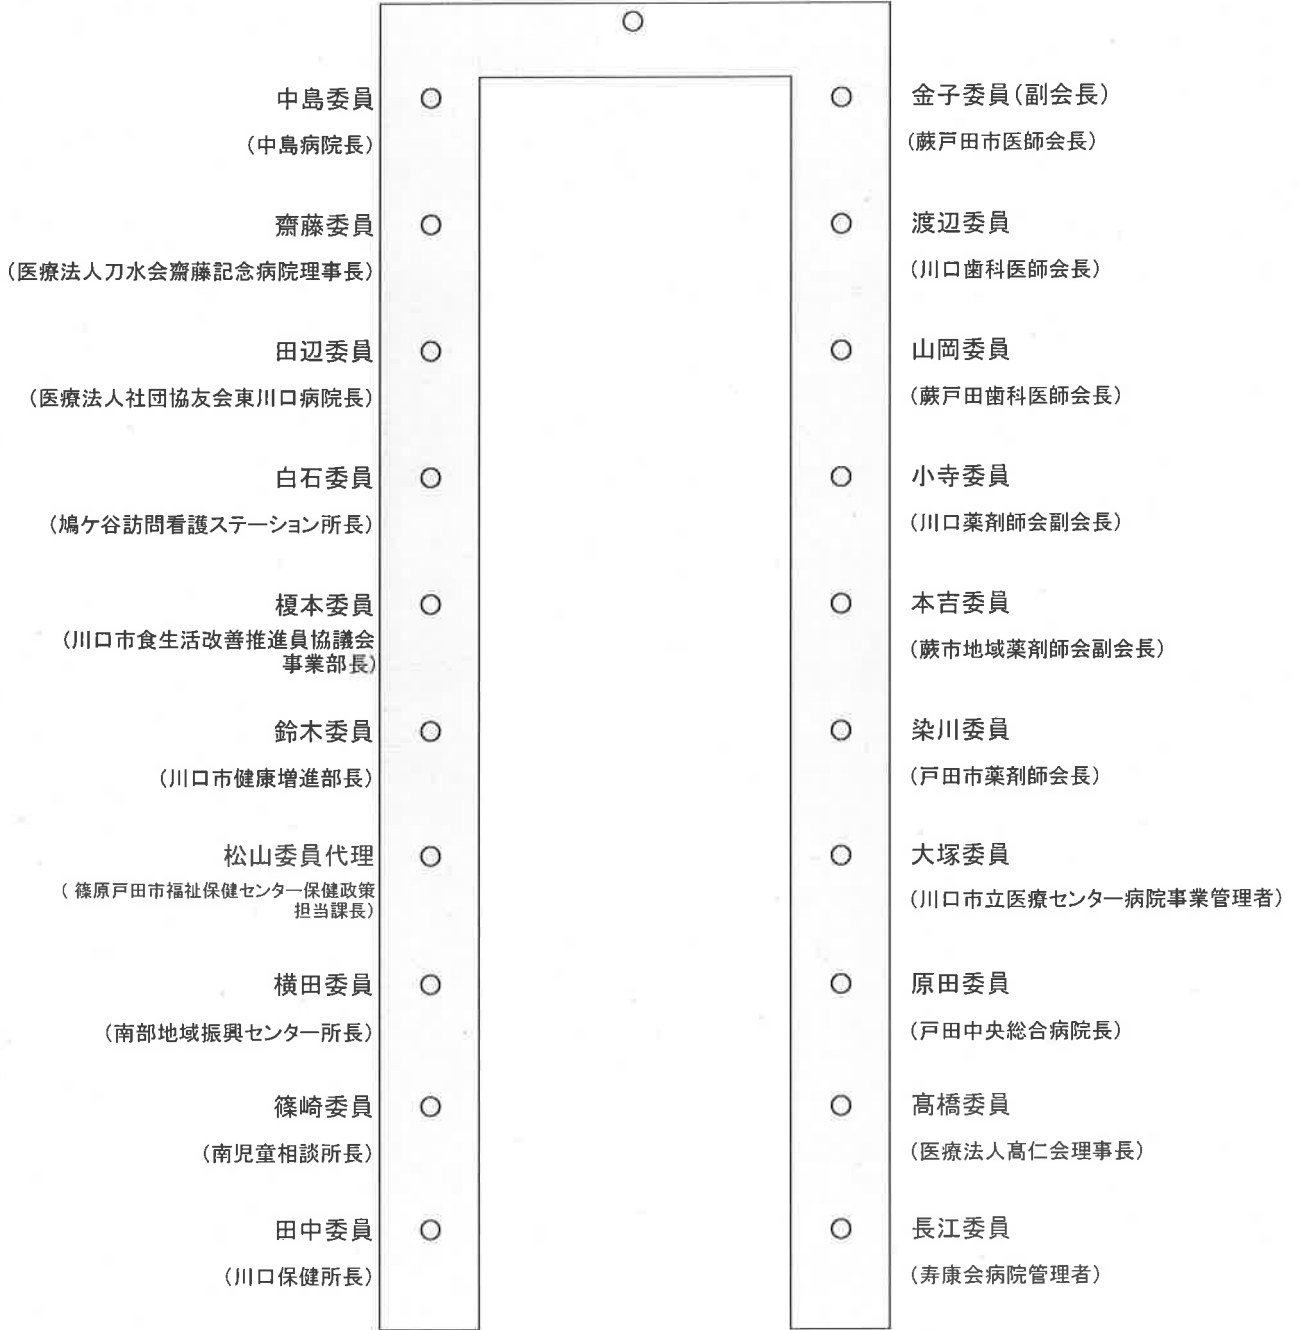 中島委員
（中島病院長）
齋藤委員
（医療法人刀水会齋藤記念病院理事長）
田辺委員
（医療法人社団協友会東川口病院長）
白石委員
（鳩ケ谷訪問看護ステーション所長）
榎本委員
（川口市食生活改善推進員協議会
事業部長）
鈴木委員
（川口市健康増進部長）
松山委員代理
（ 篠原戸田市福祉保健センター保健政策
担当課長）
横田委員
（南部地域振興センター所長）
篠崎委員
（南児童相談所長）
田中委員
（川口保健所長）
金子委員（副会長）
（蕨戸田市医師会長）
渡辺委員
（川口歯科医師会長）
山岡委員
（蕨戸田歯科医師会長）
小寺委員
（川口薬剤師会副会長）
本吉委員
（蕨市地域薬剤師会副会長）
染川委員
（戸田市薬剤師会長）
大塚委員
（川口市立医療センター病院事業管理者）
原田委員
（戸田中央総合病院長）
髙橋委員
（医療法人髙仁会理事長）
長江委員
（寿康会病院管理者）